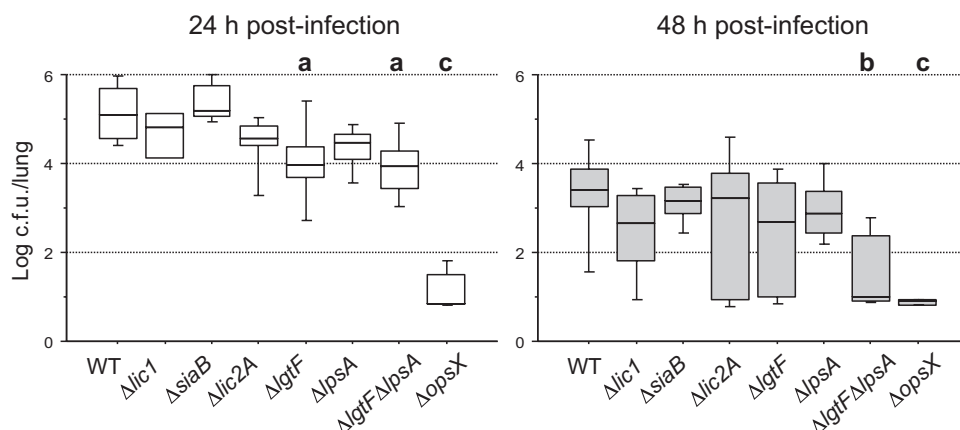 24 h post-infection
48 h post-infection
Log c.f.u./lung
6
4
2
0
a
a
c
WT
Δlic1
ΔsiaB
Δlic2A
ΔlgtF
ΔlpsA
ΔlgtFΔlpsA
ΔopsX
6
4
2
0
b
c
WT
Δlic1
ΔsiaB
Δlic2A
ΔlgtF
ΔlpsA
ΔlgtFΔlpsA
ΔopsX